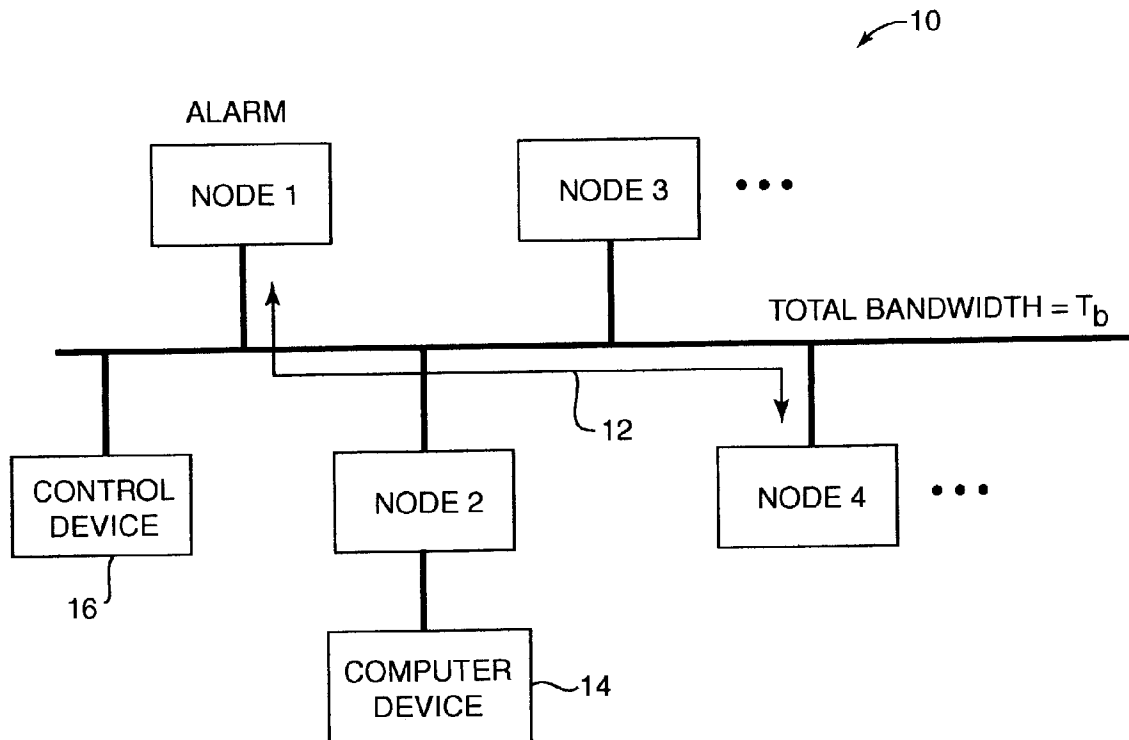 10
ALARM
NODE 1
NODE 3
• • •
TOTAL BANDWIDTH = Tb
12
CONTROL
DEVICE
NODE 2
NODE 4
• • •
16
COMPUTER
DEVICE
14